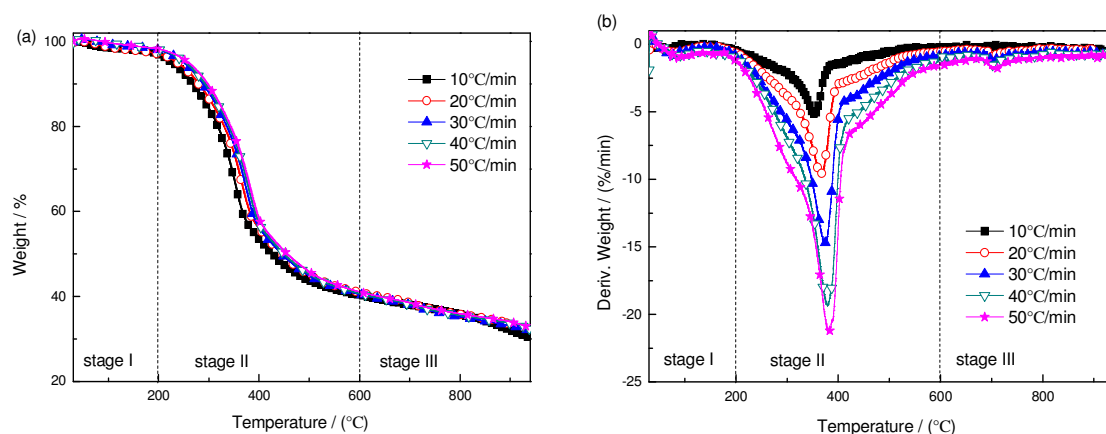 (a)
100
80
60
40
20
Weight / %
10°C/min
20°C/min
30°C/min
40°C/min
50°C/min
stage I
stage II
stage III
200
400
600
800
Temperature / (°C)
(b)
0
-5
-10
-15
-20
-25
Deriv. Weight / (%/min)
10°C/min
20°C/min
30°C/min
40°C/min
50°C/min
stage I
stage II
stage III
200
400
600
800
Temperature / (°C)